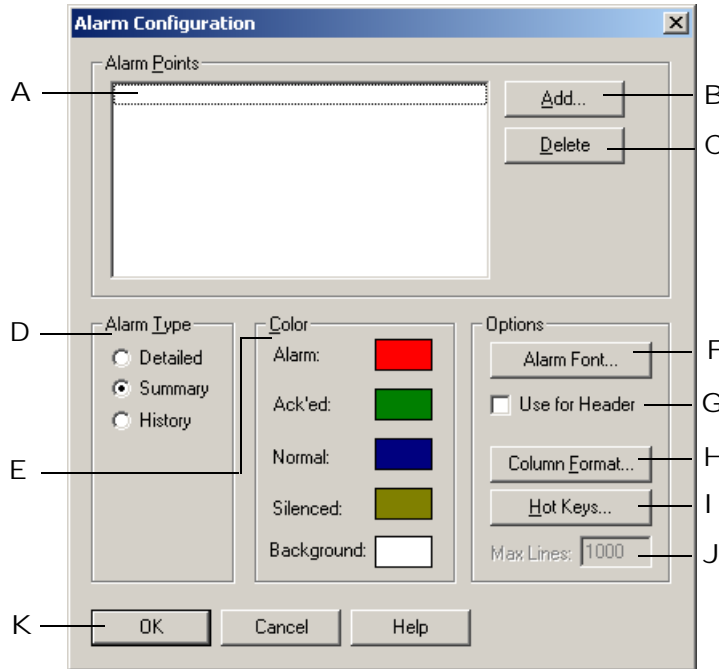 Alarm Configuration
Alarm Points
A
Add...
B
Delete
C
D
Alarm Type
Detailed
Summary
History
E
Color
Alarm:
Ack'ed:
Normal:
Silenced:
Background:
Options
Alarm Font...
F
Use for Header
G
Column Format...
H
Hot Keys...
I
Max Lines: 1000
J
K
OK Cancel Help